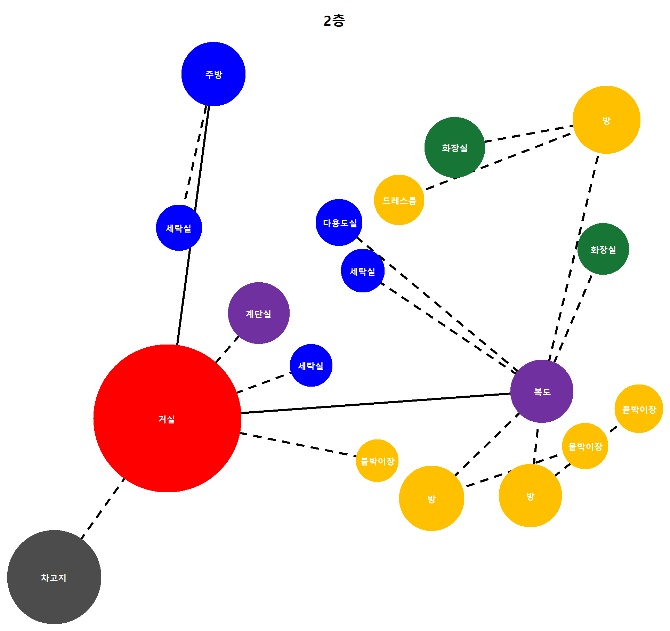 2층
주방
방
화장실
드레스룸
다용도실
세탁실
화장실
세탁실
계단실
세탁실
복도
거실
붙박이장
붙박이장
붙박이장
방
방
차고지